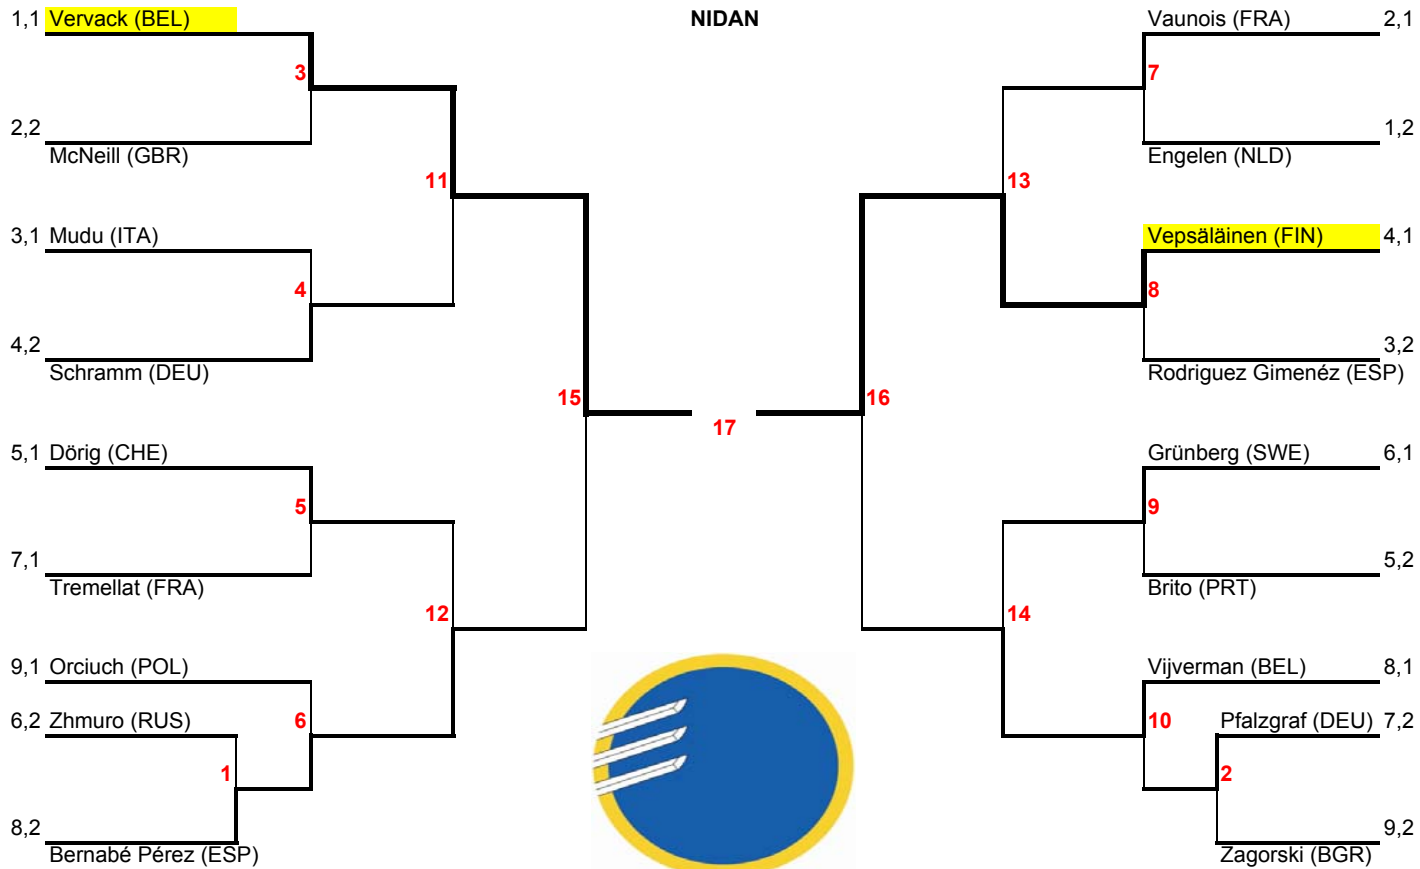 NIDAN
1,1 Vervack (BEL)
3
2,2
McNeill (GBR)
11
3,1 Mudu (ITA)
4
4,2
Schramm (DEU)
15
5,1 Dörig (CHE)
5
7,1
Tremellat (FRA)
12
9,1 Orciuch (POL)
6,2 Zhmuro (RUS)
6
1
8,2
Bernabé Pérez (ESP)
17
Vaunois (FRA) 2,1
7
1,2
Engelen (NLD)
13
Vepsäläinen (FIN) 4,1
8
3,2
Rodriguez Gimenéz (ESP)
16
Grünberg (SWE) 6,1
9
5,2
Brito (PRT)
14
Vijverman (BEL) 8,1
10
Pfalzgraf (DEU) 7,2
2
9,2
Zagorski (BGR)